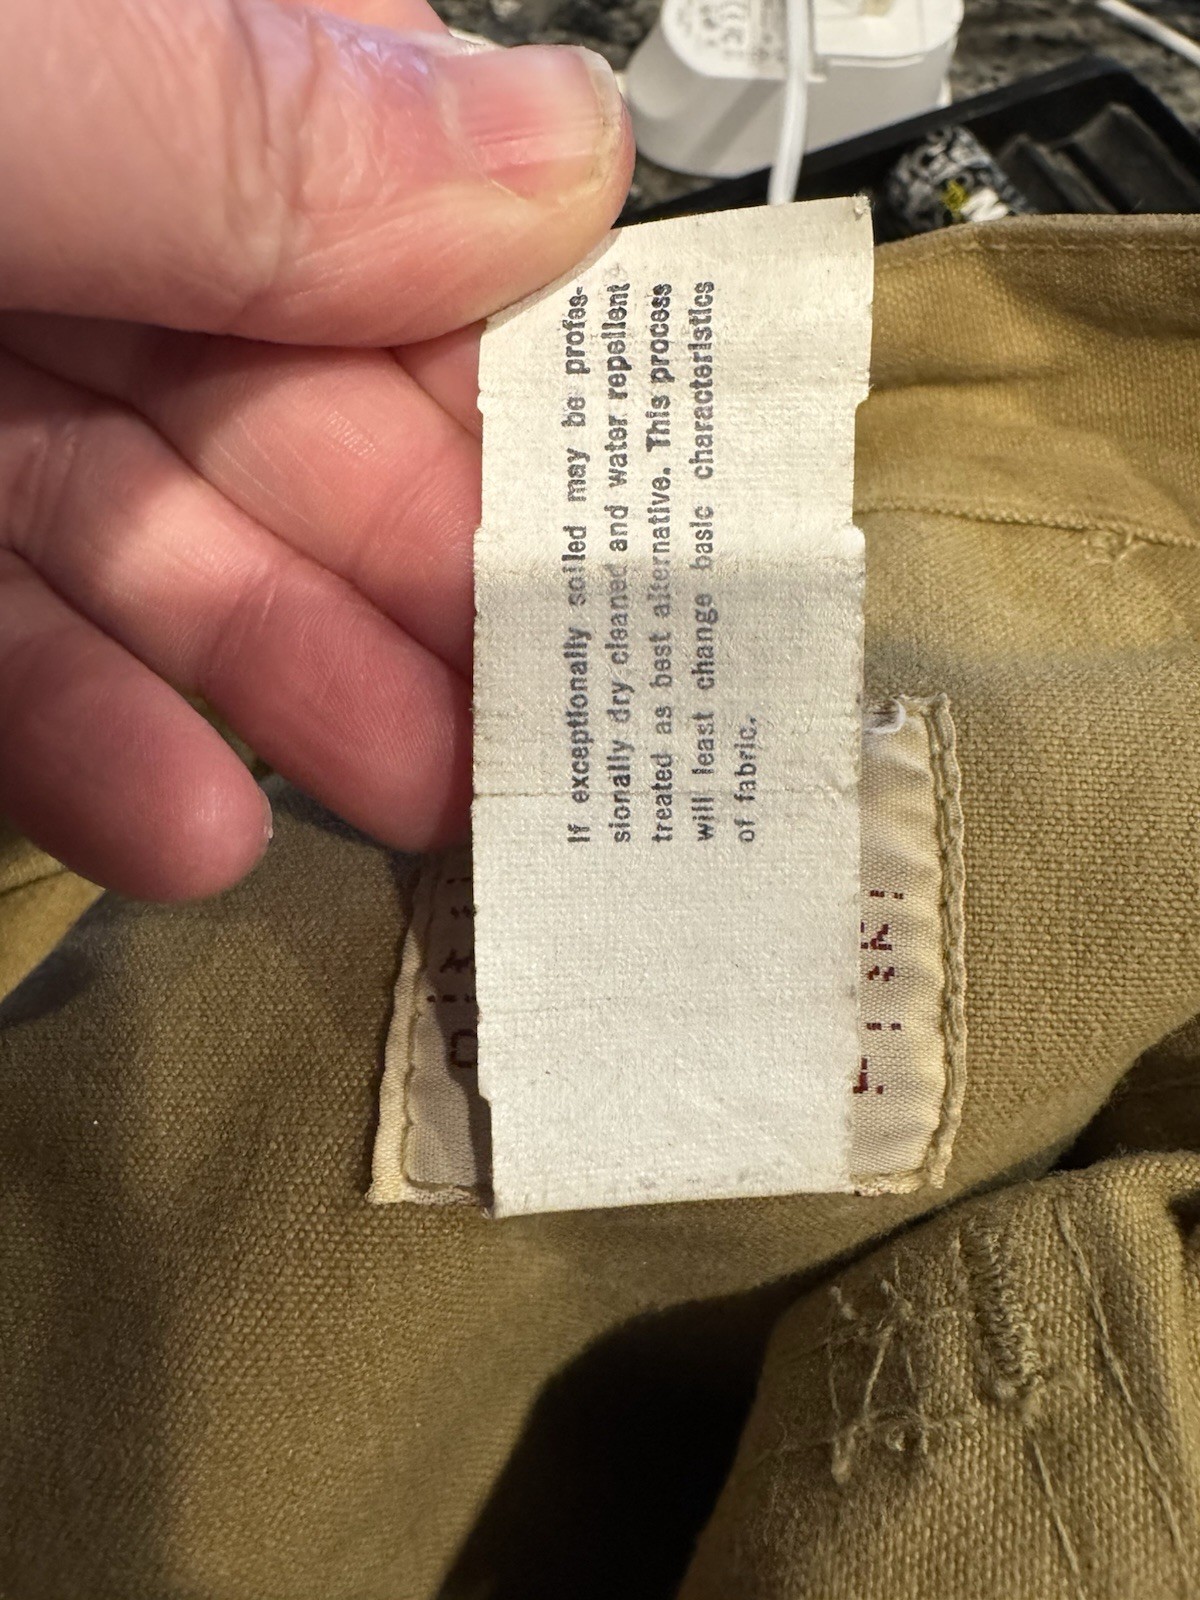 If exceptionally soiled may be profes-
sionally dry cleaned and water repellent
treated as best alternative. This process
will least change basic characteristics
of fabric.